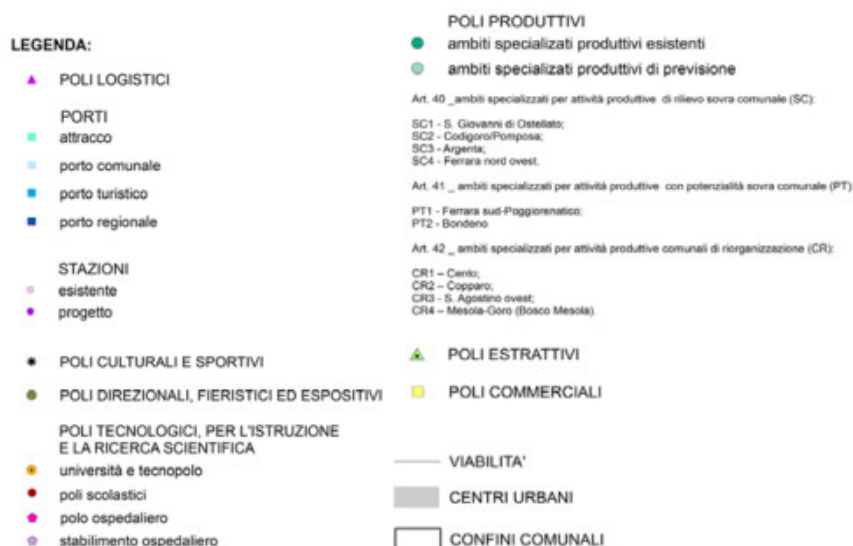 LEGENDA:
POLI LOGISTICI
PORTI
attracco
porto comunale
porto turistico
porto regionale
STAZIONI
esistente
progetto
POLI CULTURALI E SPORTIVI
POLI DIREZIONALI, FIERISTICI ED ESPOSITIVI
POLI TECNOLOGICI, PER L'ISTRUZIONE
E LA RICERCA SCIENTIFICA
università e tecnopolo
poli scolastici
polo ospedaliero
stabilimento ospedaliero
POLI PRODUTTIVI
ambiti specializzati produttivi esistenti
ambiti specializzati produttivi di previsione
Art. 40 _ambiti specializzati per attività produttive di rilievo sovra comunale (SC):
SC1 - S. Giovanni di Ostellato;
SC2 - Codigoro/Pomposa;
SC3 - Argenta;
SC4 - Ferrara nord ovest.
Art. 41 _ ambiti specializzati per attività produttive con potenzialità sovra comunale (PT)
PT1 - Ferrara sud-Poggiorenatico;
PT2 - Bondeno
Art. 42 _ ambiti specializzati per attività produttive comunali di riorganizzazione (CR):
CR1 – Cento;
CR2 – Copparo;
CR3 - S. Agostino ovest;
CR4 – Mesola-Goro (Bosco Mesola).
POLI ESTRATTIVI
POLI COMMERCIALI
VIABILITA'
CENTRI URBANI
CONFINI COMUNALI